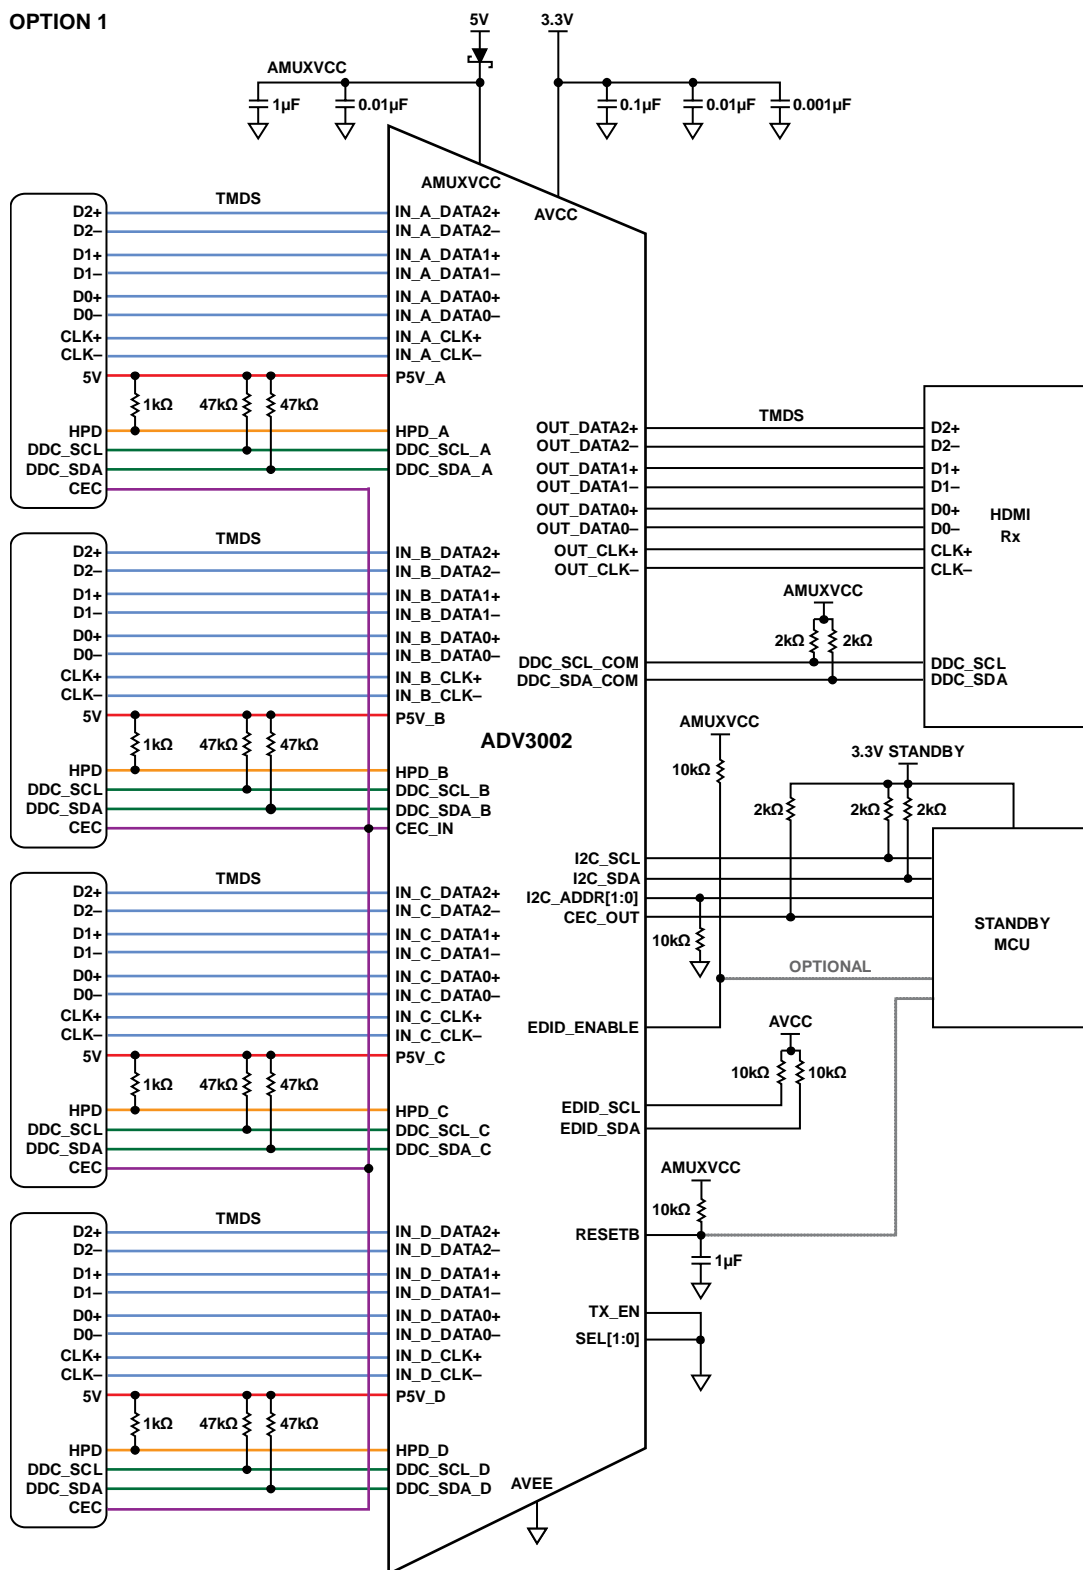 OPTION 1
5V
3.3V
AMUXVCC
1µF
0.01µF
0.1µF
0.01µF
0.001µF
AMUXVCC
AVCC
TMDS
D2+
IN_A_DATA2+
D2–
IN_A_DATA2–
D1+
IN_A_DATA1+
D1–
IN_A_DATA1–
D0+
IN_A_DATA0+
D0–
IN_A_DATA0–
CLK+
IN_A_CLK+
CLK–
IN_A_CLK–
5V
P5V_A
1kΩ
47kΩ
47kΩ
HPD
HPD_A
DDC_SCL
DDC_SCL_A
DDC_SDA
DDC_SDA_A
CEC
TMDS
D2+
IN_B_DATA2+
D2–
IN_B_DATA2–
D1+
IN_B_DATA1+
D1–
IN_B_DATA1–
D0+
IN_B_DATA0+
D0–
IN_B_DATA0–
CLK+
IN_B_CLK+
CLK–
IN_B_CLK–
5V
P5V_B
1kΩ
47kΩ
47kΩ
HPD
HPD_B
DDC_SCL
DDC_SCL_B
DDC_SDA
DDC_SDA_B
CEC
CEC_IN
TMDS
D2+
IN_C_DATA2+
D2–
IN_C_DATA2–
D1+
IN_C_DATA1+
D1–
IN_C_DATA1–
D0+
IN_C_DATA0+
D0–
IN_C_DATA0–
CLK+
IN_C_CLK+
CLK–
IN_C_CLK–
5V
P5V_C
1kΩ
47kΩ
47kΩ
HPD
HPD_C
DDC_SCL
DDC_SCL_C
DDC_SDA
DDC_SDA_C
CEC
TMDS
D2+
IN_D_DATA2+
D2–
IN_D_DATA2–
D1+
IN_D_DATA1+
D1–
IN_D_DATA1–
D0+
IN_D_DATA0+
D0–
IN_D_DATA0–
CLK+
IN_D_CLK+
CLK–
IN_D_CLK–
5V
P5V_D
1kΩ
47kΩ
47kΩ
HPD
HPD_D
DDC_SCL
DDC_SCL_D
DDC_SDA
DDC_SDA_D
CEC
ADV3002
AVEE
TMDS
OUT_DATA2+
D2+
OUT_DATA2–
D2–
OUT_DATA1+
D1+
OUT_DATA1–
D1–
OUT_DATA0+
D0+
OUT_DATA0–
D0–
OUT_CLK+
CLK+
OUT_CLK–
CLK–
HDMI
Rx
AMUXVCC
2kΩ
2kΩ
DDC_SCL_COM
DDC_SCL
DDC_SDA_COM
DDC_SDA
AMUXVCC
10kΩ
3.3V STANDBY
2kΩ
2kΩ
2kΩ
I2C_SCL
I2C_SDA
I2C_ADDR[1:0]
CEC_OUT
10kΩ
STANDBY
MCU
OPTIONAL
EDID_ENABLE
AVCC
10kΩ
10kΩ
EDID_SCL
EDID_SDA
AMUXVCC
10kΩ
RESETB
1µF
TX_EN
SEL[1:0]